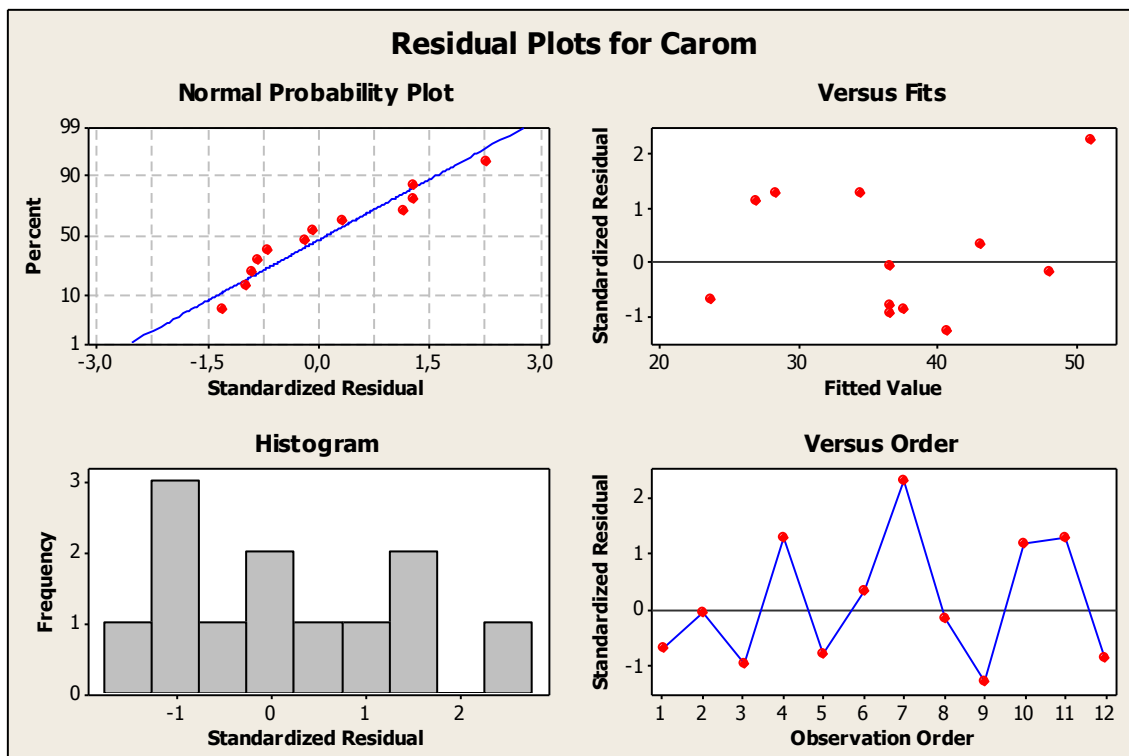 Residual Plots for Carom
Normal Probability Plot
99
90
50
10
1
Percent
-3,0 -1,5 0,0 1,5 3,0
Standardized Residual
Versus Fits
2
1
0
-1
Standardized Residual
20 30 40 50
Fitted Value
Histogram
3
2
1
0
Frequency
-1 0 1 2
Standardized Residual
Versus Order
2
1
0
-1
Standardized Residual
1 2 3 4 5 6 7 8 9 10 11 12
Observation Order